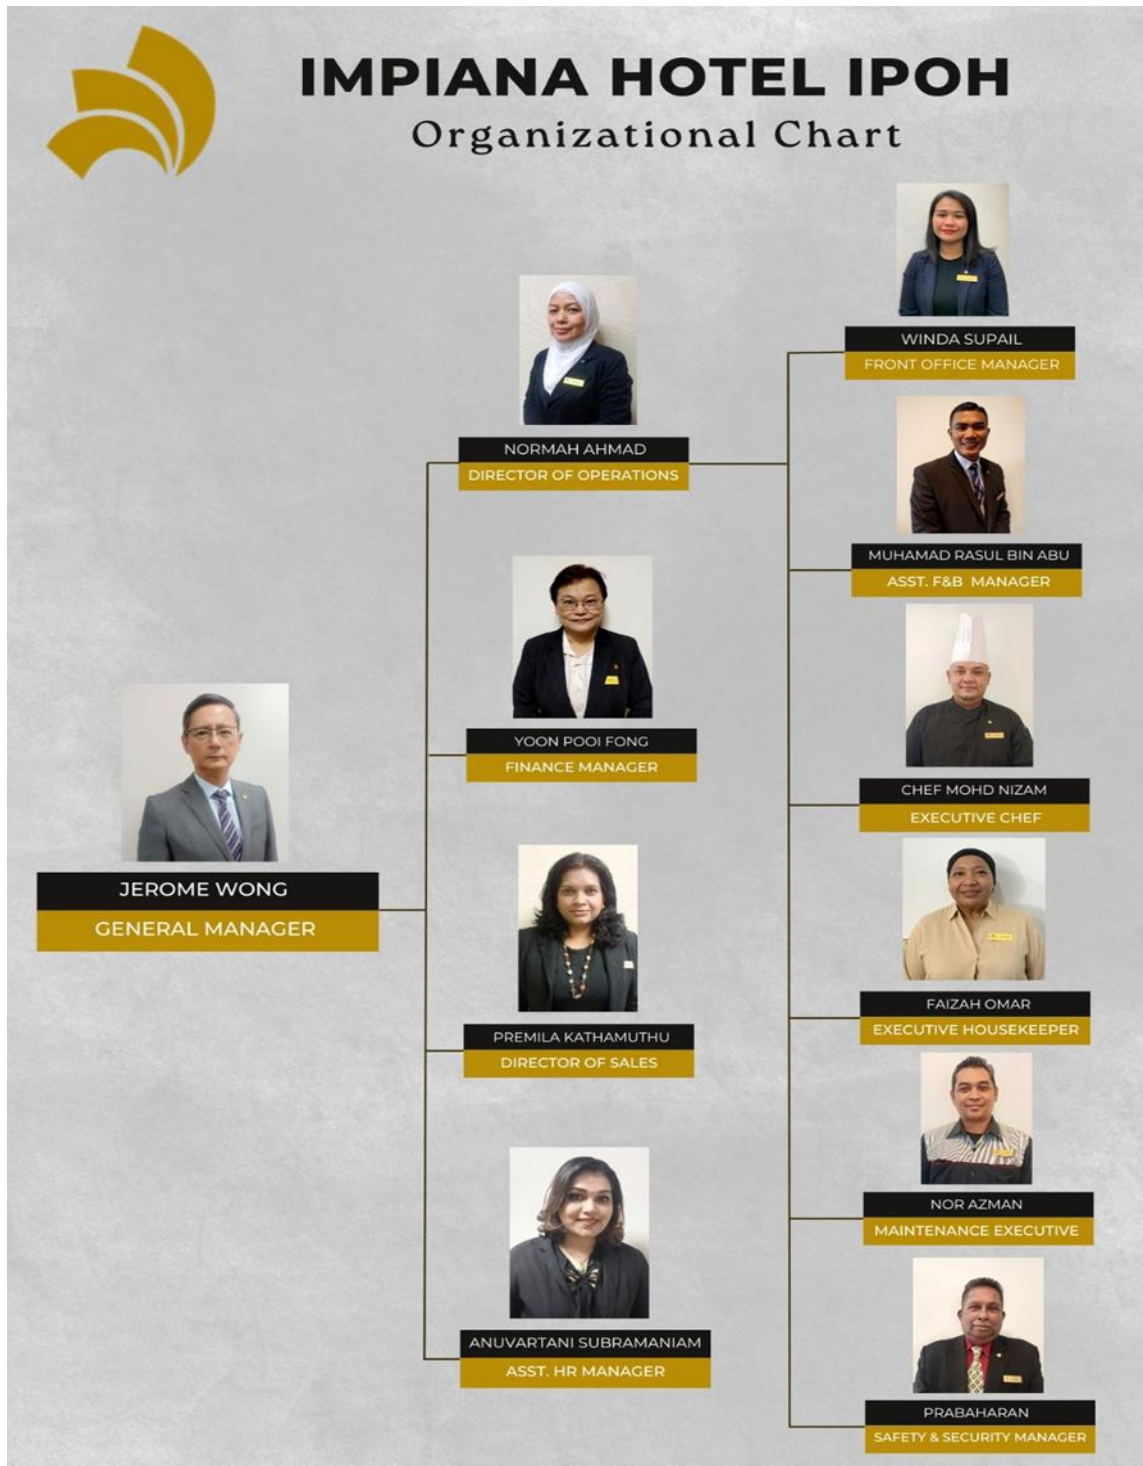 IMPIANA HOTEL IPOH
Organizational Chart
JEROME WONG
GENERAL MANAGER
NORMAH AHMAD
DIRECTOR OF OPERATIONS
YOON POOI FONG
FINANCE MANAGER
PREMILA KATHAMUTHU
DIRECTOR OF SALES
ANUVARTANI SUBRAMANIAM
ASST. HR MANAGER
WINDA SUPAIL
FRONT OFFICE MANAGER
MUHAMAD RASUL BIN ABU
ASST. F&B MANAGER
CHEF MOHD NIZAM
EXECUTIVE CHEF
FAIZAH OMAR
EXECUTIVE HOUSEKEEPER
NOR AZMAN
MAINTENANCE EXECUTIVE
PRABAHARAN
SAFETY & SECURITY MANAGER